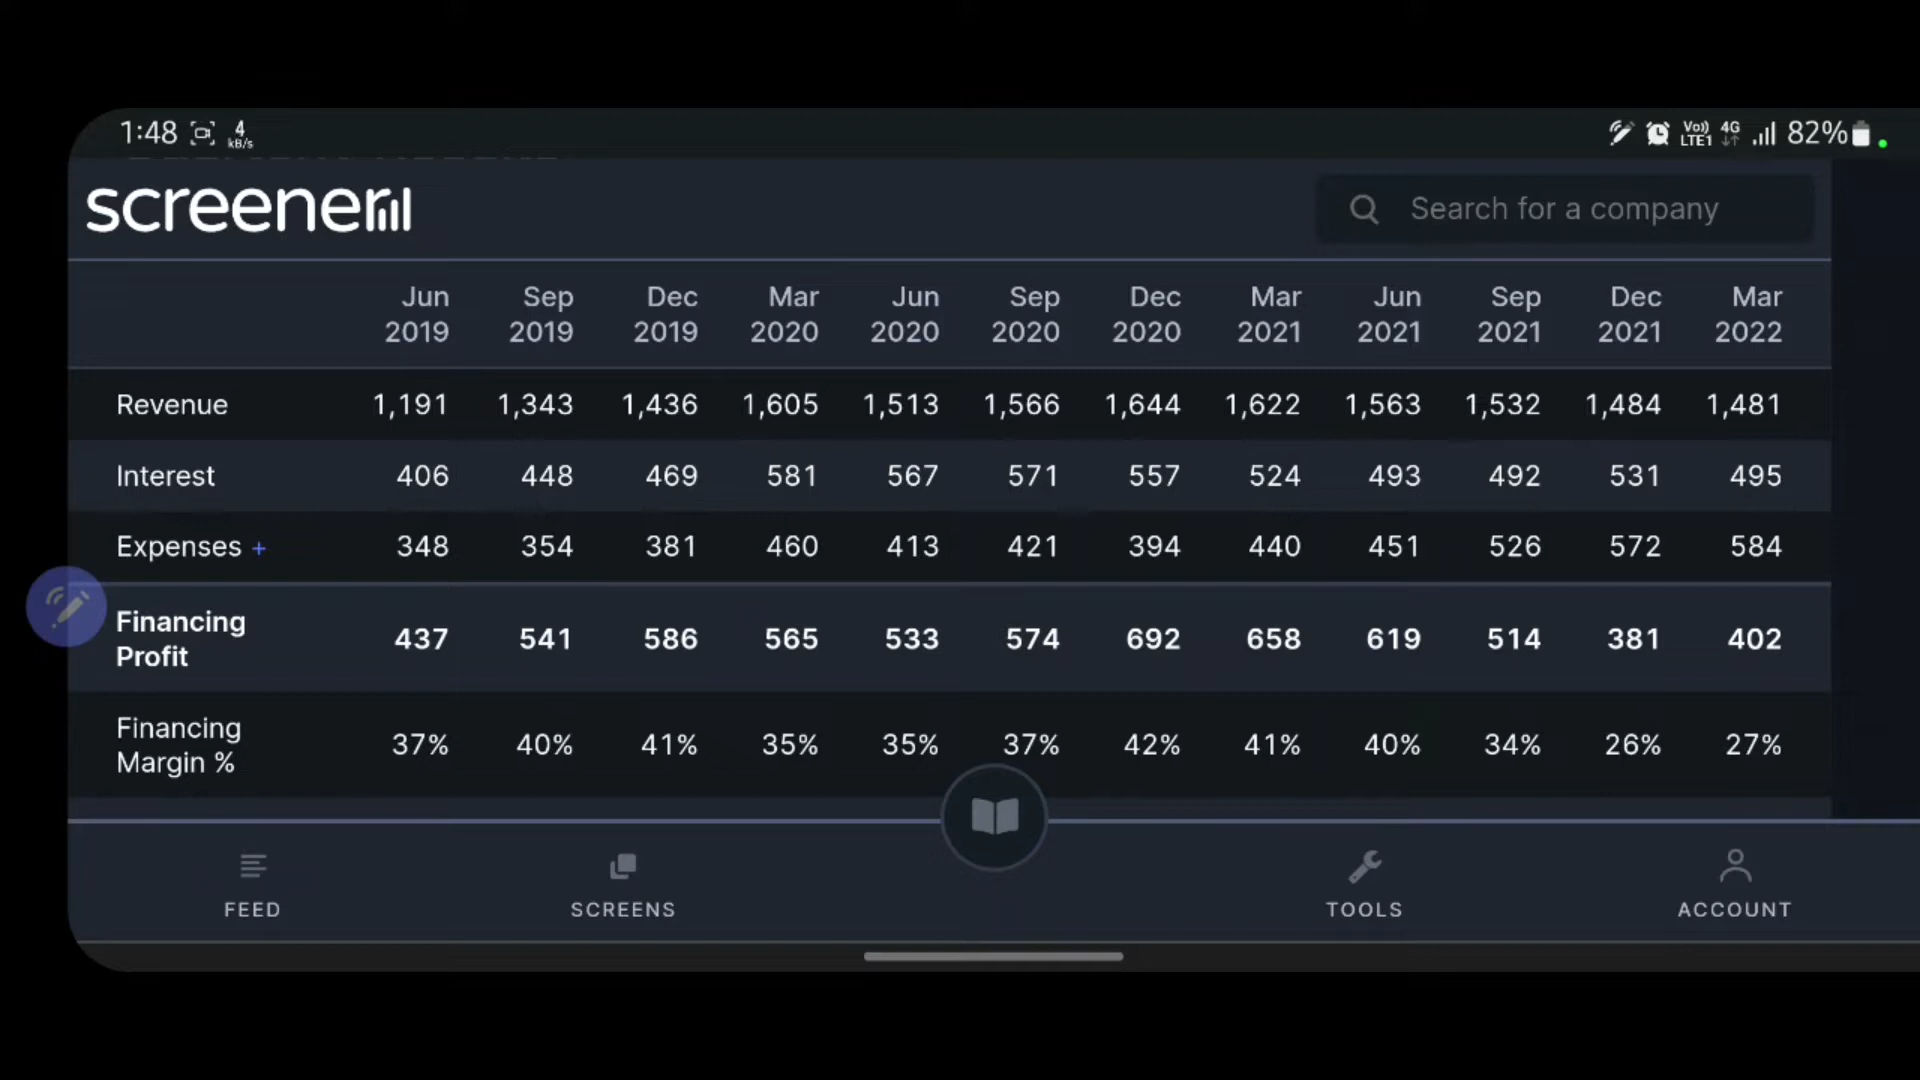 1:48 4 kB/s Vo)) LTE1 4G 82%
screener
Search for a company
Jun 2019 Sep 2019 Dec 2019 Mar 2020 Jun 2020 Sep 2020 Dec 2020 Mar 2021 Jun 2021 Sep 2021 Dec 2021 Mar 2022
Revenue 1,191 1,343 1,436 1,605 1,513 1,566 1,644 1,622 1,563 1,532 1,484 1,481
Interest 406 448 469 581 567 571 557 524 493 492 531 495
Expenses + 348 354 381 460 413 421 394 440 451 526 572 584
Financing Profit 437 541 586 565 533 574 692 658 619 514 381 402
Financing Margin % 37% 40% 41% 35% 35% 37% 42% 41% 40% 34% 26% 27%
FEED SCREENS TOOLS ACCOUNT